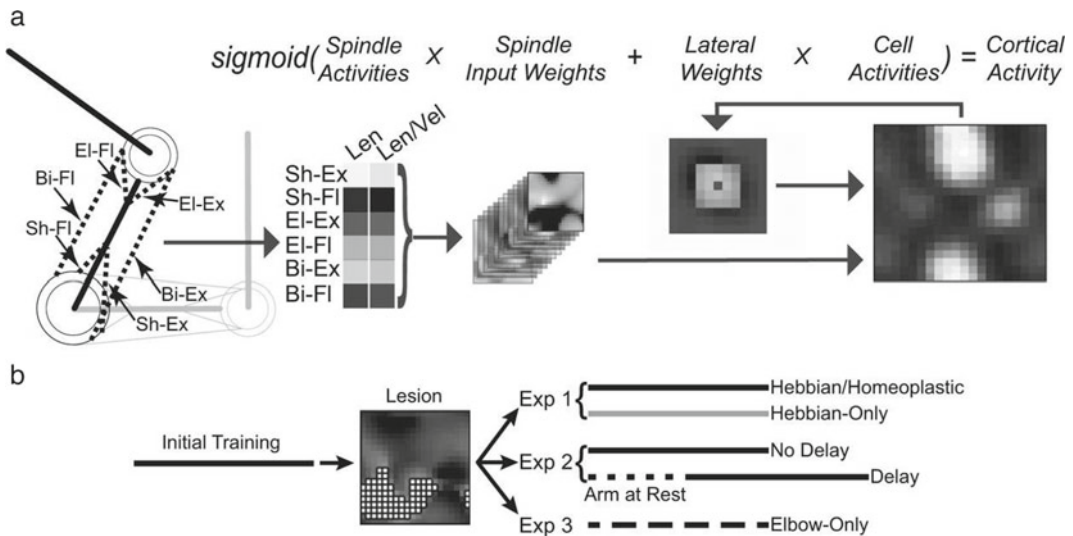 a
sigmoid( Spindle Activities X Spindle Input Weights + Lateral Weights X Cell Activities ) = Cortical Activity
Len
Len/Vel
El-Fl
Bi-Fl
El-Ex
Sh-Fl
Bi-Ex
Sh-Ex
Sh-Ex
Sh-Fl
El-Ex
El-Fl
Bi-Ex
Bi-Fl
b
Initial Training
Lesion
Exp 1
Hebbian/Homeoplastic
Hebbian-Only
Exp 2
No Delay
Arm at Rest
Delay
Exp 3
Elbow-Only